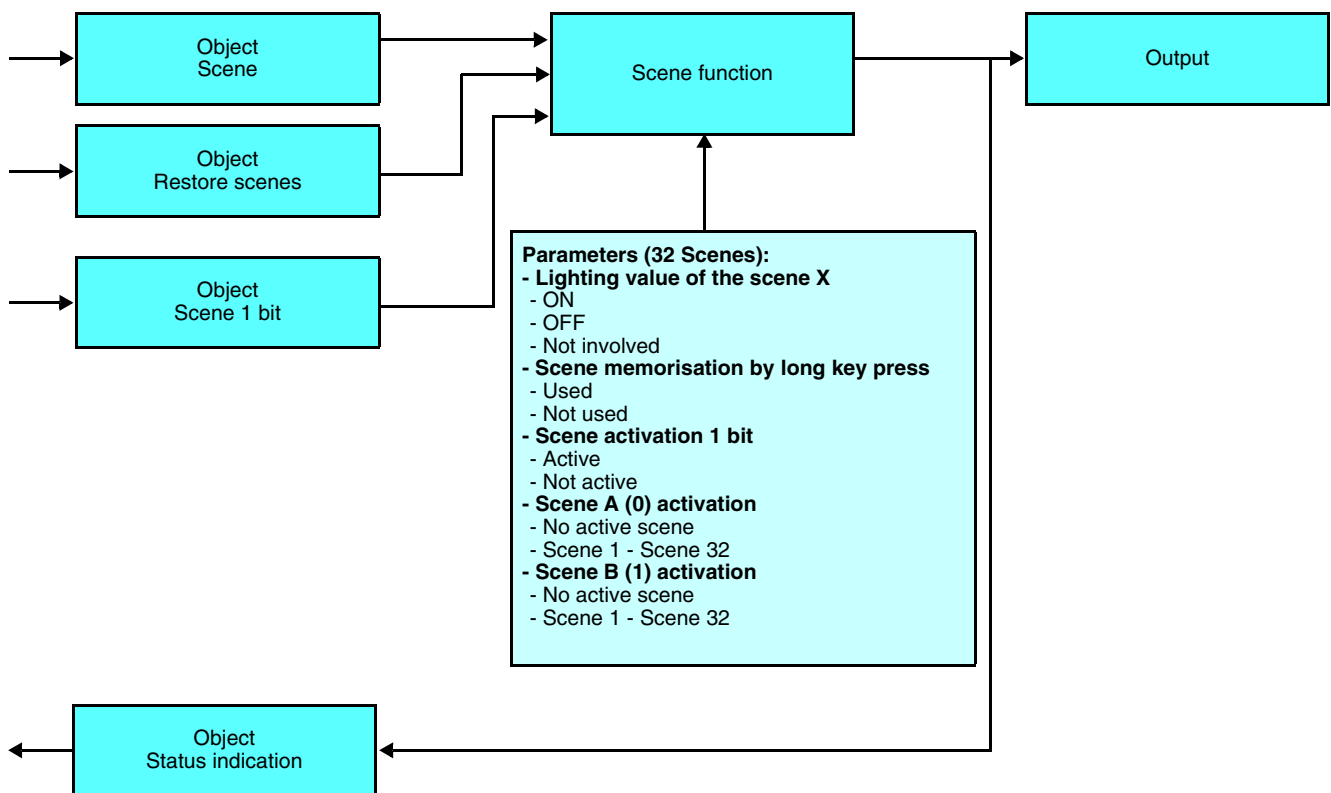 Object
Scene
Scene function
Output
Object
Restore scenes
Object
Scene 1 bit
Parameters (32 Scenes):
- Lighting value of the scene X
- ON
- OFF
- Not involved
- Scene memorisation by long key press
- Used
- Not used
- Scene activation 1 bit
- Active
- Not active
- Scene A (0) activation
- No active scene
- Scene 1 - Scene 32
- Scene B (1) activation
- No active scene
- Scene 1 - Scene 32
Object
Status indication